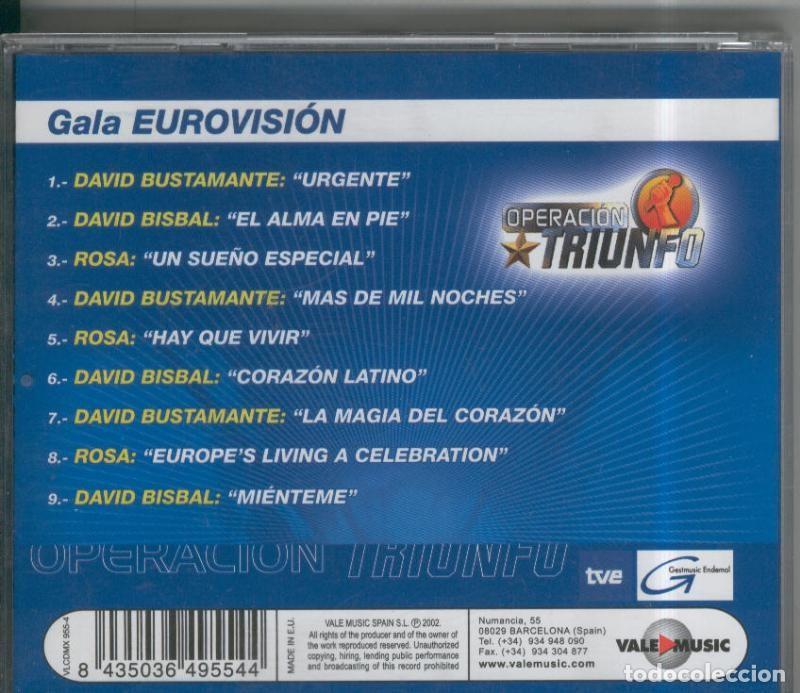 Gala EUROVISIÓN
1.- DAVID BUSTAMANTE: “URGENTE”
2.- DAVID BISBAL: “EL ALMA EN PIE”
3.- ROSA: “UN SUEÑO ESPECIAL”
4.- DAVID BUSTAMANTE: “MAS DE MIL NOCHES”
5.- ROSA: “HAY QUE VIVIR”
6.- DAVID BISBAL: “CORAZÓN LATINO”
7.- DAVID BUSTAMANTE: “LA MAGIA DEL CORAZÓN”
8.- ROSA: “EUROPE'S LIVING A CELEBRATION”
9.- DAVID BISBAL: “MIÉNTEME”
OPERACIÓN
TRIUNFO
OPERACIÓN TRIUNFO
tve
Gestmusic Endemol
VLCDMX 955-4
8 435036 495544
MADE IN E.U.
VALE MUSIC SPAIN S.L. ℗ 2002.
All rights of the producer and of the owner of
the work reproduced reserved. Unauthorized
copying, hiring, lending public performance
and broadcasting of this record prohibited
Numancia, 55
08029 BARCELONA (Spain)
Tel. (+34) 934 948 090
Fax. (+34) 934 304 877
www.valemusic.com
VALE MUSIC
todocoleccion